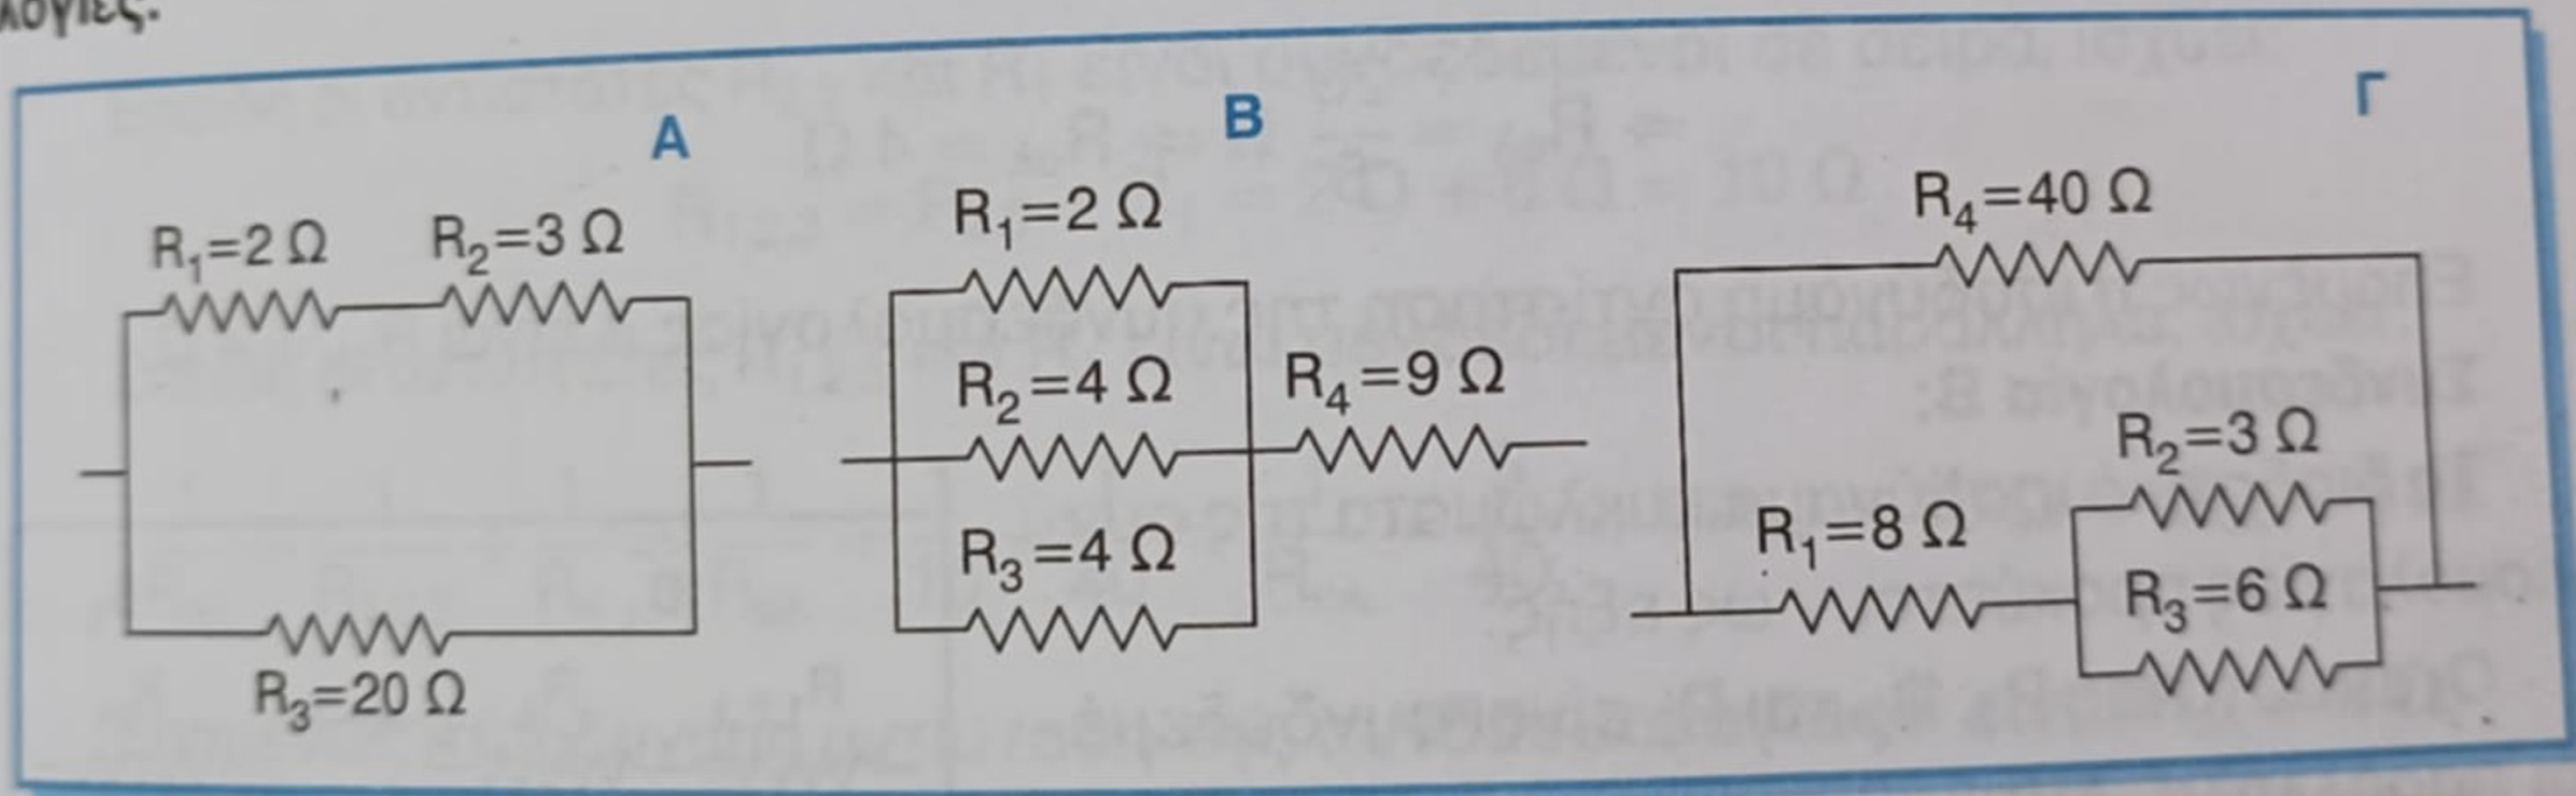 λογίες.
A
R₁=2 Ω
R₂=3 Ω
R₃=20 Ω
B
R₁=2 Ω
R₂=4 Ω
R₃=4 Ω
R₄=9 Ω
Γ
R₄=40 Ω
R₁=8 Ω
R₂=3 Ω
R₃=6 Ω